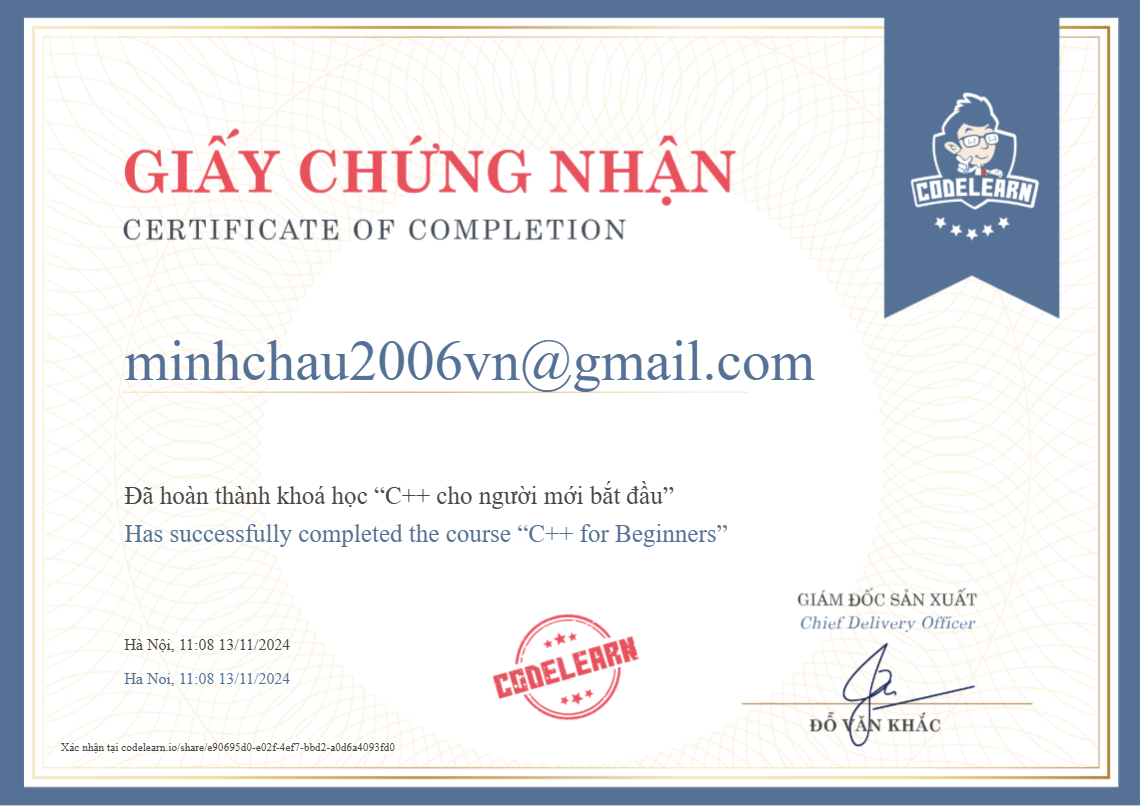 GIẤY CHỨNG NHẬN
CERTIFICATE OF COMPLETION
CODELEARN
minhchau2006vn@gmail.com
Đã hoàn thành khoá học “C++ cho người mới bắt đầu”
Has successfully completed the course “C++ for Beginners”
GIÁM ĐỐC SẢN XUẤT
Chief Delivery Officer
Hà Nội, 11:08 13/11/2024
Ha Noi, 11:08 13/11/2024
CODELEARN
ĐỖ VĂN KHẮC
Xác nhận tại codelearn.io/share/e90695d0-e02f-4ef7-bbd2-a0d6a4093fd0